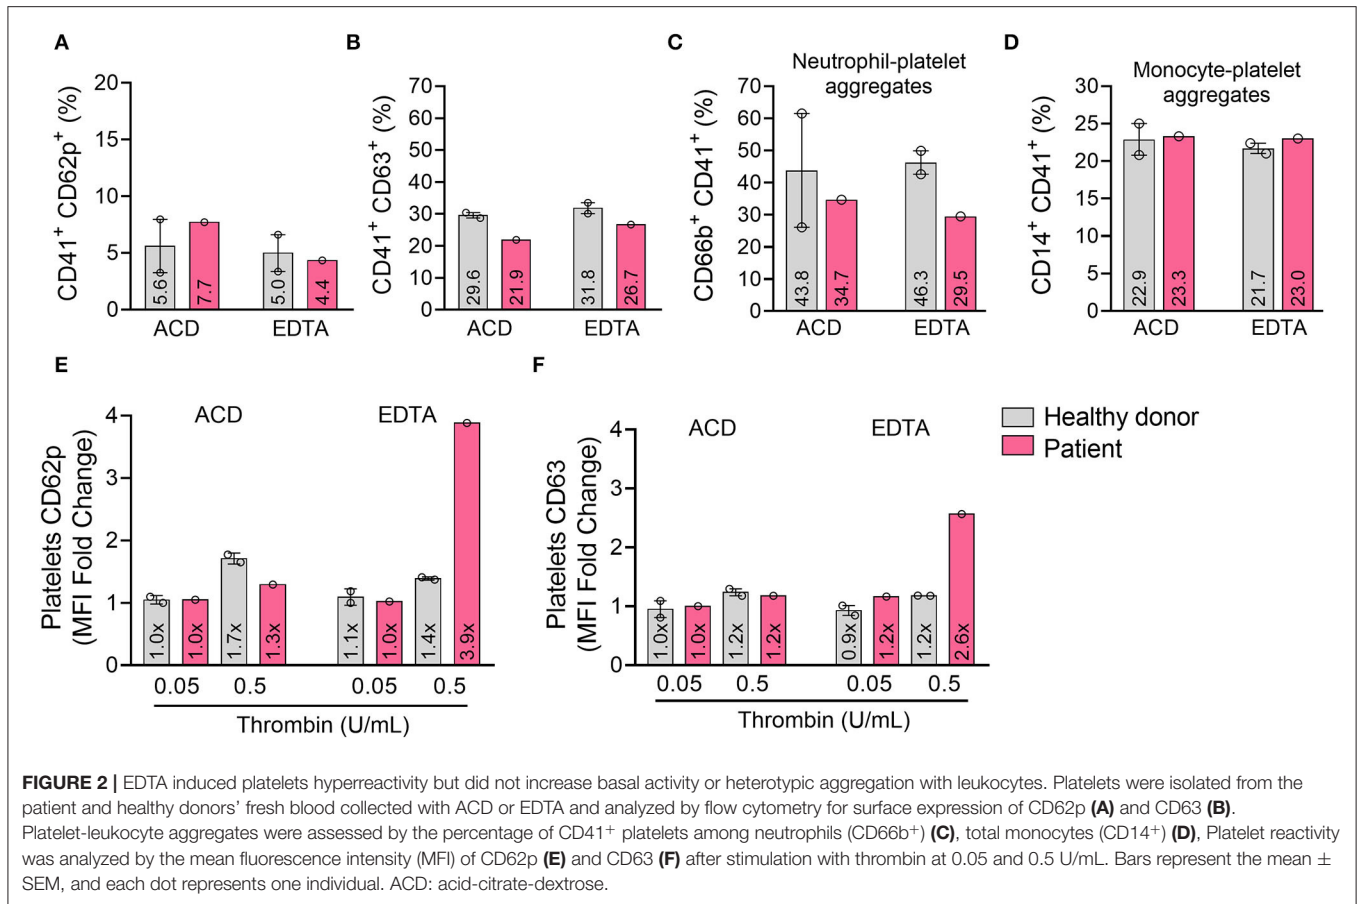 A
CD41+ CD62p+ (%)
20
15
10
5
0
5.6
7.7
5.0
4.4
ACD
EDTA
B
CD41+ CD63+ (%)
70
60
50
40
30
20
10
0
29.6
21.9
31.8
26.7
ACD
EDTA
C
Neutrophil-platelet
aggregates
CD66b+ CD41+ (%)
70
60
50
40
30
20
10
0
43.8
34.7
46.3
29.5
ACD
EDTA
D
Monocyte-platelet
aggregates
CD14+ CD41+ (%)
30
25
20
15
10
5
0
22.9
23.3
21.7
23.0
ACD
EDTA
E
Platelets CD62p
(MFI Fold Change)
ACD
EDTA
4
3
2
1
0
1.0x
1.0x
1.7x
1.3x
1.1x
1.0x
1.4x
3.9x
0.05
0.5
0.05
0.5
Thrombin (U/mL)
F
Platelets CD63
(MFI Fold Change)
ACD
EDTA
4
3
2
1
0
1.0x
1.0x
1.2x
1.2x
0.9x
1.2x
1.2x
2.6x
0.05
0.5
0.05
0.5
Thrombin (U/mL)
Healthy donor
Patient
FIGURE 2 | EDTA induced platelets hyperreactivity but did not increase basal activity or heterotypic aggregation with leukocytes. Platelets were isolated from the
patient and healthy donors' fresh blood collected with ACD or EDTA and analyzed by flow cytometry for surface expression of CD62p (A) and CD63 (B).
Platelet-leukocyte aggregates were assessed by the percentage of CD41+ platelets among neutrophils (CD66b+) (C), total monocytes (CD14+) (D), Platelet reactivity
was analyzed by the mean fluorescence intensity (MFI) of CD62p (E) and CD63 (F) after stimulation with thrombin at 0.05 and 0.5 U/mL. Bars represent the mean ±
SEM, and each dot represents one individual. ACD: acid-citrate-dextrose.